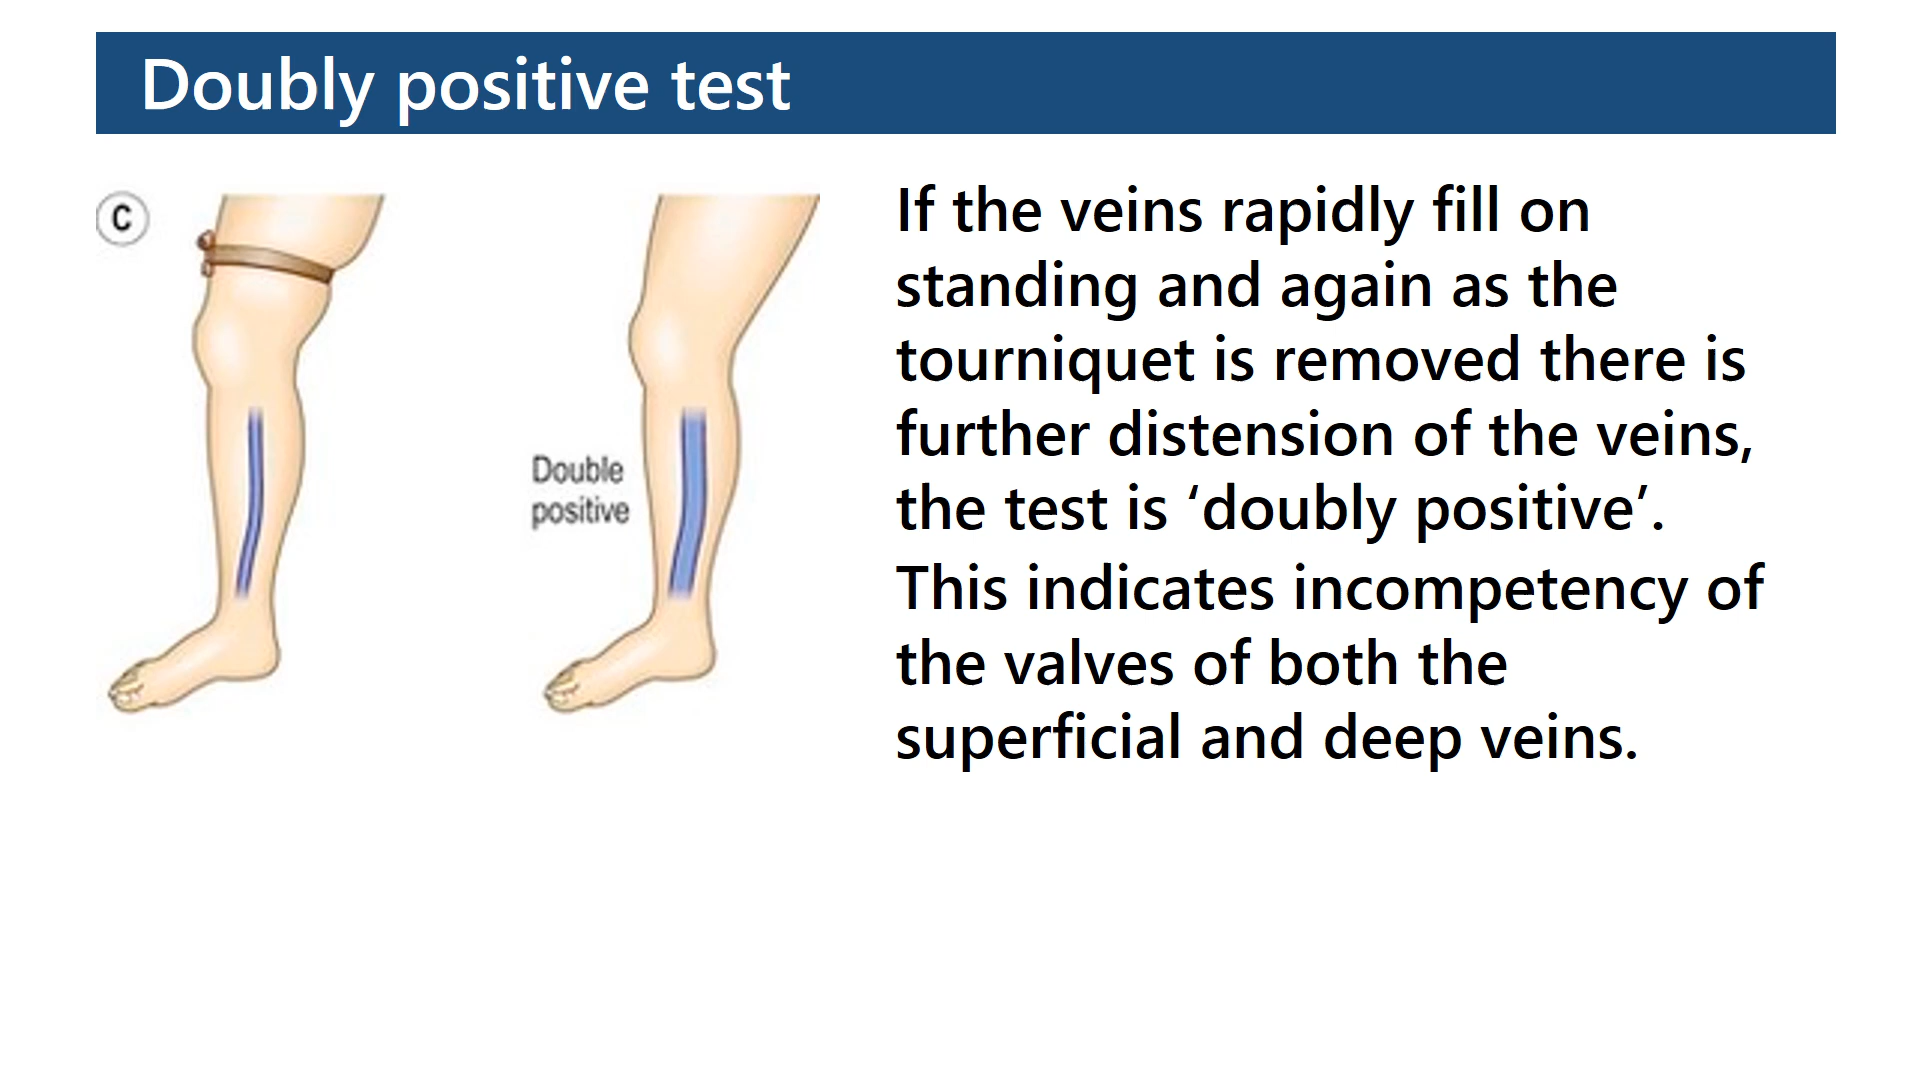 Doubly positive test
C
Double
positive
If the veins rapidly fill on
standing and again as the
tourniquet is removed there is
further distension of the veins,
the test is ‘doubly positive’.
This indicates incompetency of
the valves of both the
superficial and deep veins.